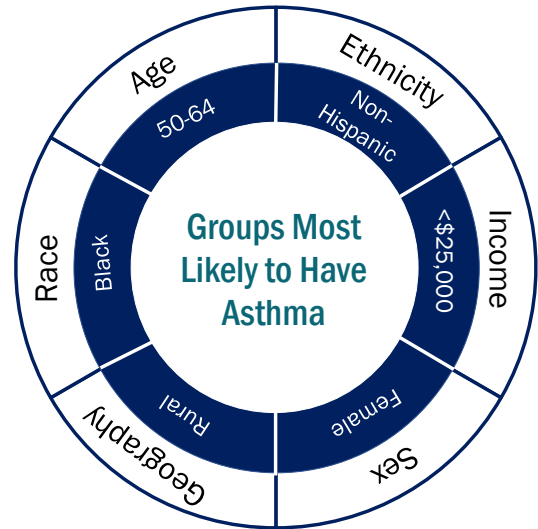 Groups Most
Likely to Have
Asthma
Age
50-64
Ethnicity
Non-
Hispanic
Income
<$25,000
Sex
Female
Geography
Rural
Race
Black